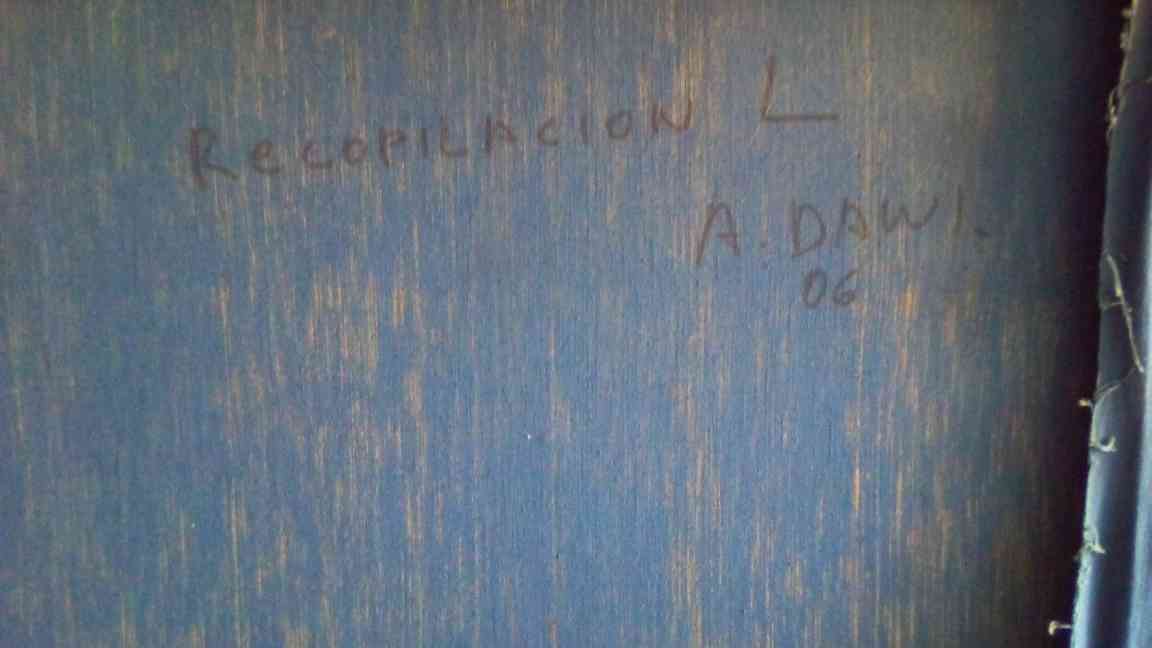 RecopiLACION L
A. DAWI.
06